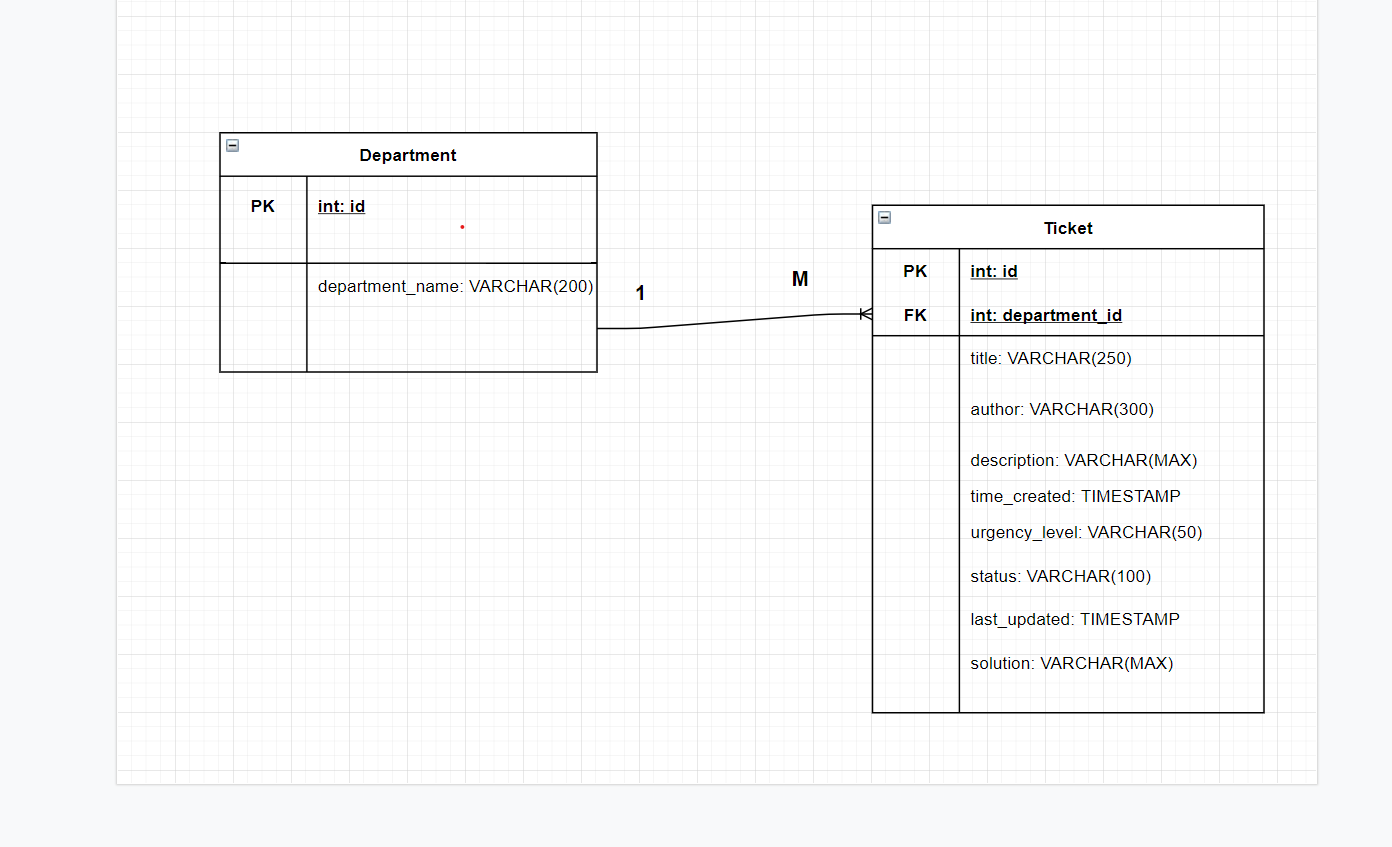 Department
PK int: id
department_name: VARCHAR(200)
1
M
Ticket
PK int: id
FK int: department_id
title: VARCHAR(250)
author: VARCHAR(300)
description: VARCHAR(MAX)
time_created: TIMESTAMP
urgency_level: VARCHAR(50)
status: VARCHAR(100)
last_updated: TIMESTAMP
solution: VARCHAR(MAX)